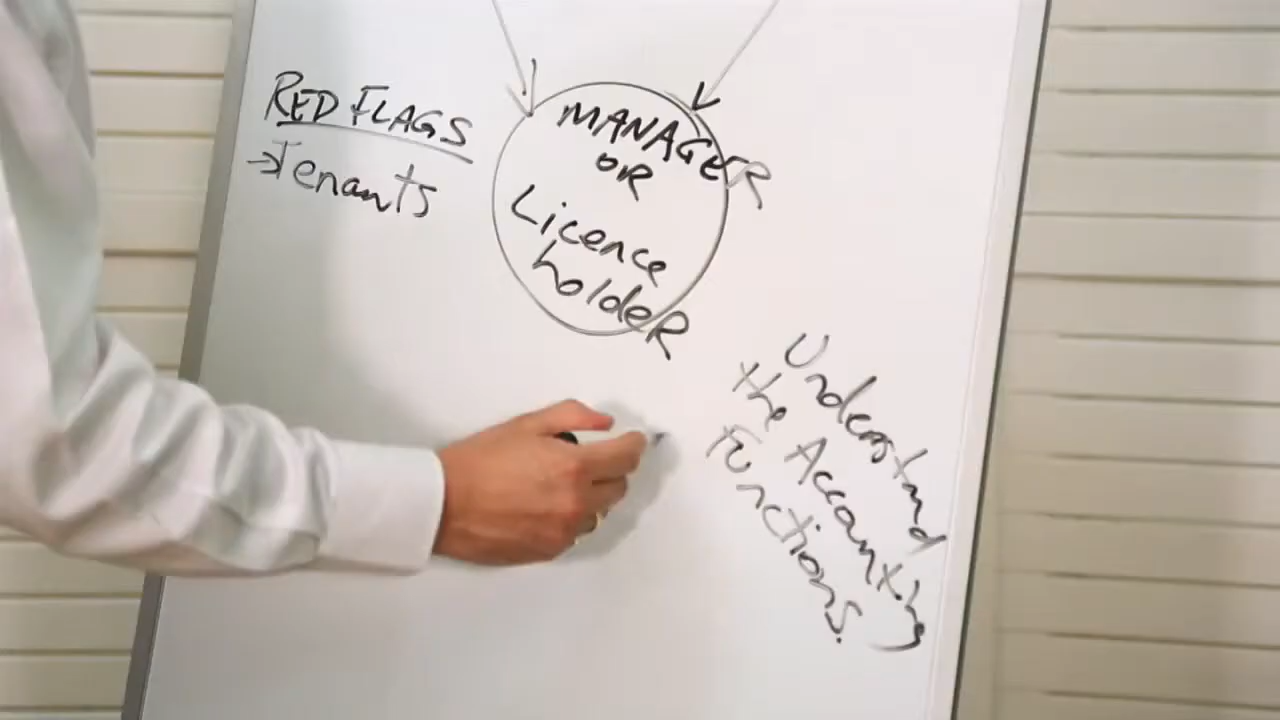 RED FLAGS
→Tenants
MANAGER
OR
Licence
holdeR
Understand
the Accounting
Functions.